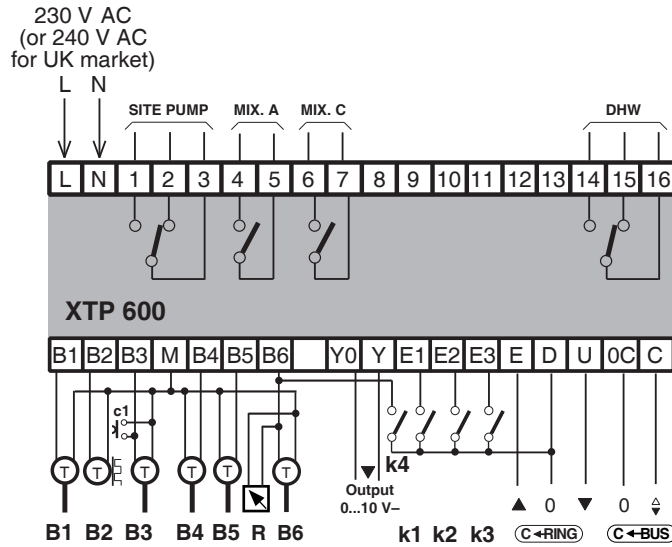 230 V AC
(or 240 V AC
for UK market)
L N
SITE PUMP MIX. A MIX. C DHW
L N 1 2 3 4 5 6 7 8 9 10 11 12 13 14 15 16
XTP 600
B1 B2 B3 M B4 B5 B6 Y0 Y E1 E2 E3 E D U 0C C
c1
T T T T T T
k4
Output
0...10 V–
0 0
B1 B2 B3 B4 B5 R B6 k1 k2 k3 C RING C BUS